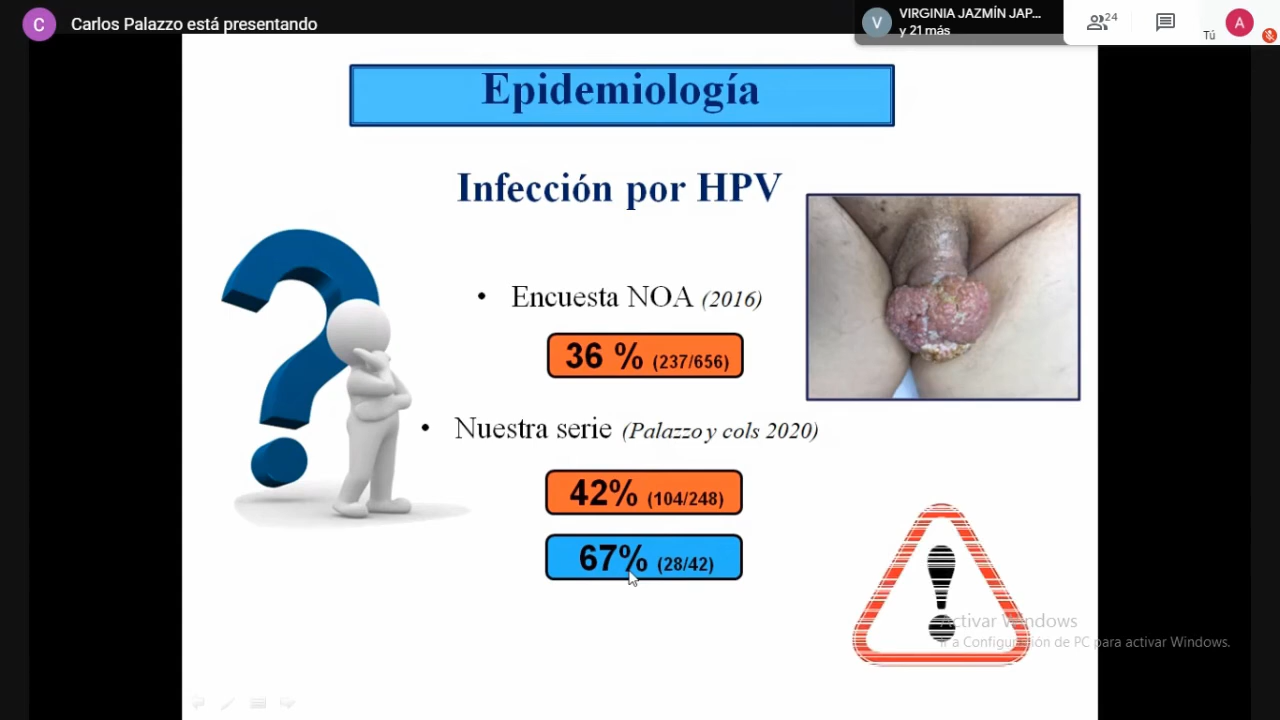 C Carlos Palazzo está presentando
V VIRGINIA JAZMÍN JAP...
y 21 más
24
Tú
A
Epidemiología
Infección por HPV
• Encuesta NOA (2016)
36 % (237/656)
• Nuestra serie (Palazzo y cols 2020)
42% (104/248)
67% (28/42)
Activar Windows
Ir a Configuración de PC para activar Windows.